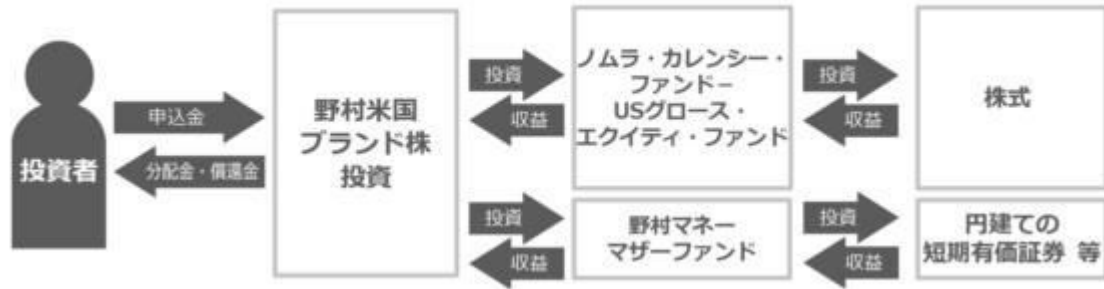 投資者
申込金
分配金・償還金
野村米国
ブランド株
投資
投資
収益
ノムラ・カレンシー・
ファンド－
USグロース・
エクイティ・ファンド
投資
収益
株式
投資
収益
野村マネー
マザーファンド
投資
収益
円建ての
短期有価証券 等